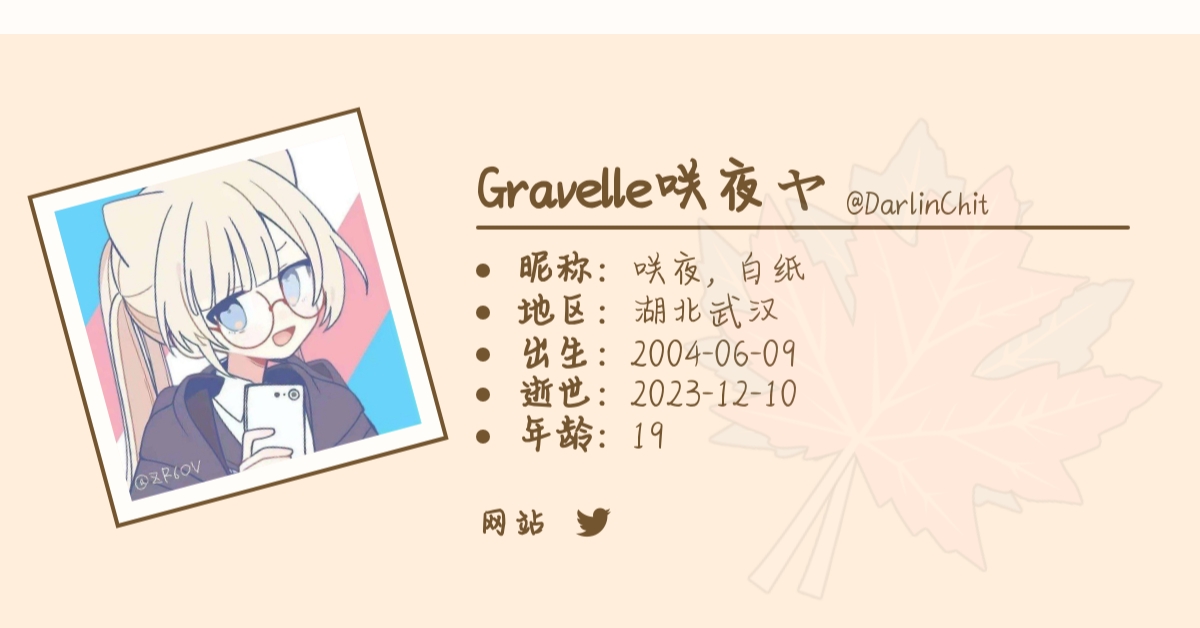 @ZR6OV
Gravelle咲夜ヤ @DarlinChit
昵称：咲夜，白纸
地区：湖北武汉
出生：2004-06-09
逝世：2023-12-10
年龄：19
网站